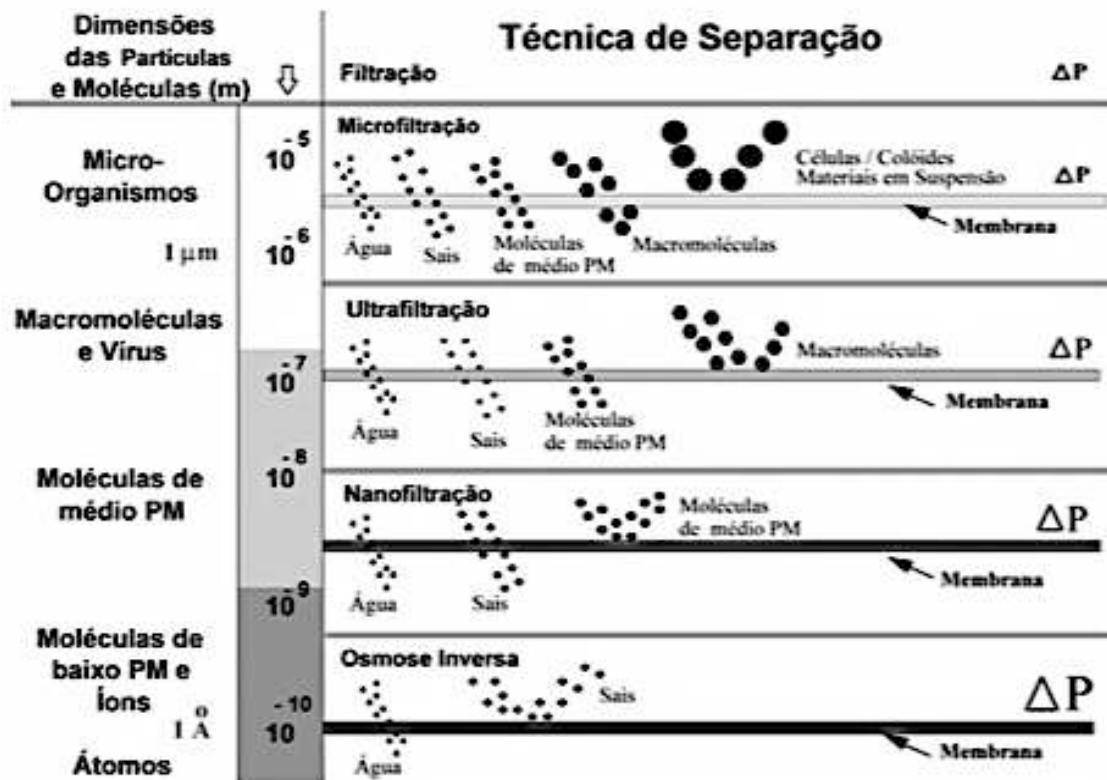 Dimensões
das Partículas
e Moléculas (m)
Técnica de Separação
Filtração
ΔP
Micro-
Organismos
1 µm
10 -5
10 -6
Microfiltração
Células / Colóides
Materiais em Suspensão
ΔP
Membrana
Água
Sais
Moléculas
de médio PM
Macromoléculas
Macromoléculas
e Vírus
10 -7
Ultrafiltração
Macromoléculas
ΔP
Membrana
Água
Sais
Moléculas
de médio PM
Moléculas de
médio PM
10 -8
10 -9
Nanofiltração
Moléculas
de médio PM
ΔP
Membrana
Água
Sais
Moléculas de
baixo PM e
Íons
1 Å
Átomos
10 -10
Osmose Inversa
Sais
ΔP
Membrana
Água